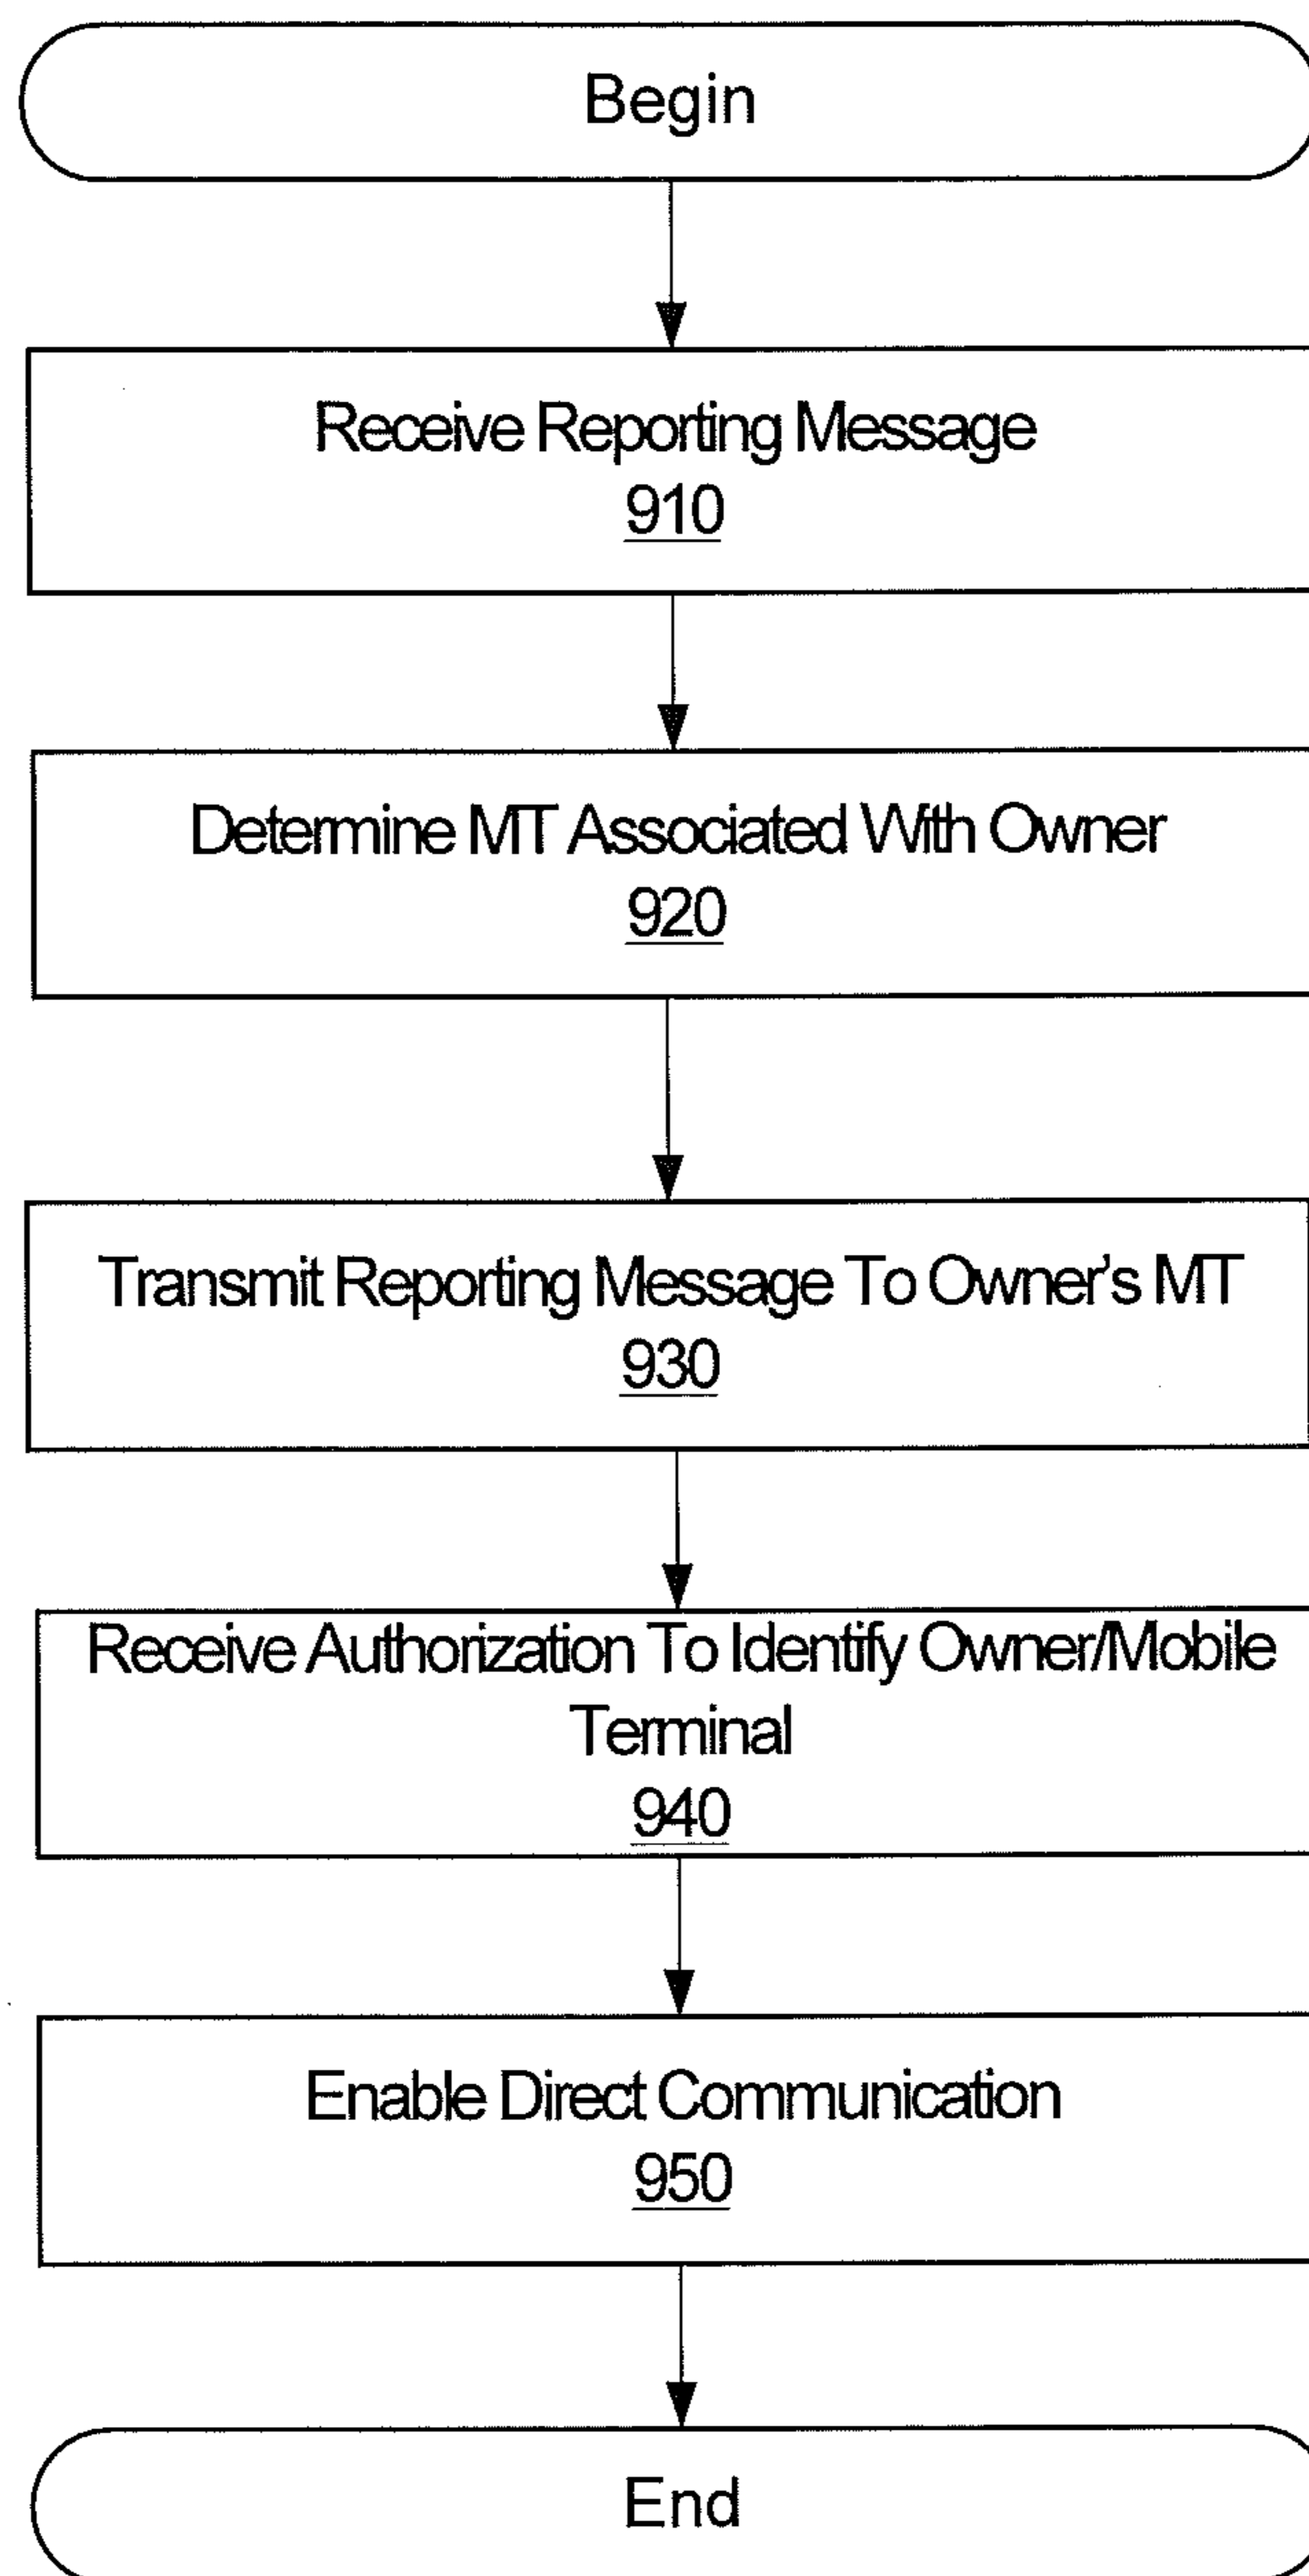 Begin
Receive Reporting Message
910
Determine MT Associated With Owner
920
Transmit Reporting Message To Owner's MT
930
Receive Authorization To Identify Owner/Mobile
Terminal
940
Enable Direct Communication
950
End